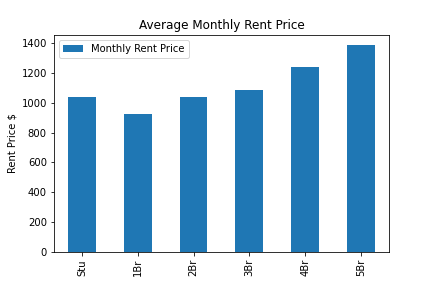 Average Monthly Rent Price
Monthly Rent Price
Rent Price $
1400
1200
1000
800
600
400
200
0
Stu
1Br
2Br
3Br
4Br
5Br